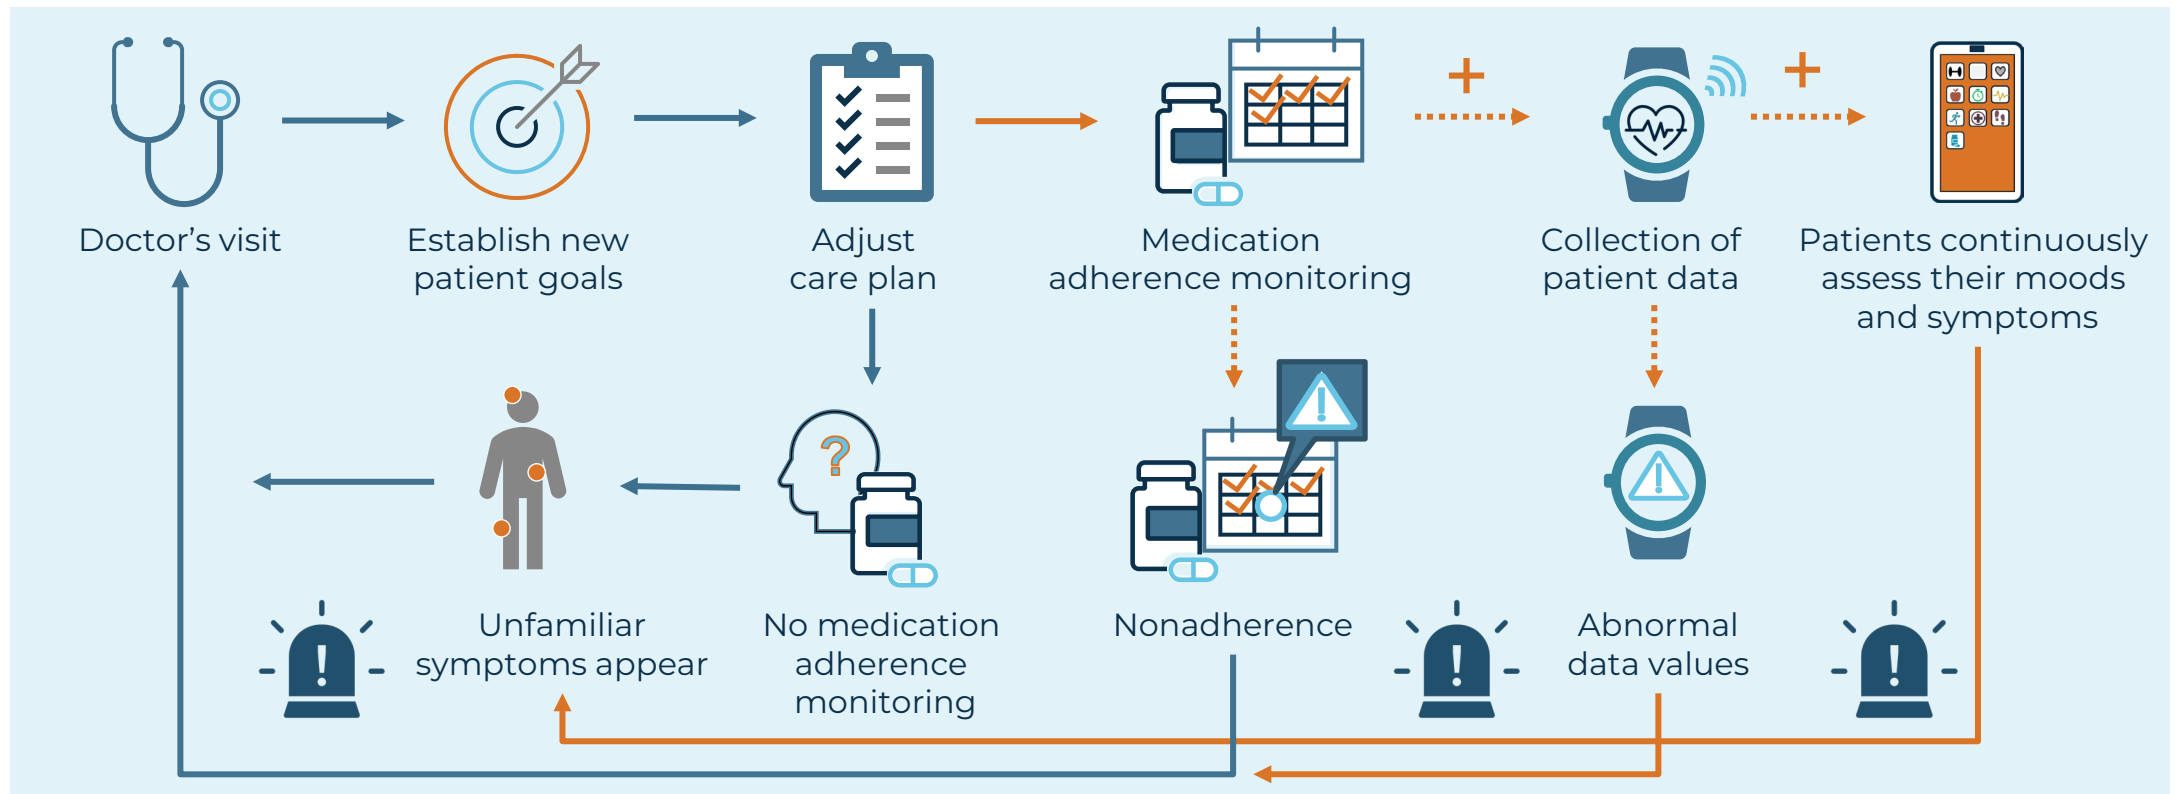 Doctor's visit
Establish new
patient goals
Adjust
care plan
Medication
adherence monitoring
Collection of
patient data
Patients continuously
assess their moods
and symptoms
Unfamiliar
symptoms appear
No medication
adherence
monitoring
Nonadherence
Abnormal
data values